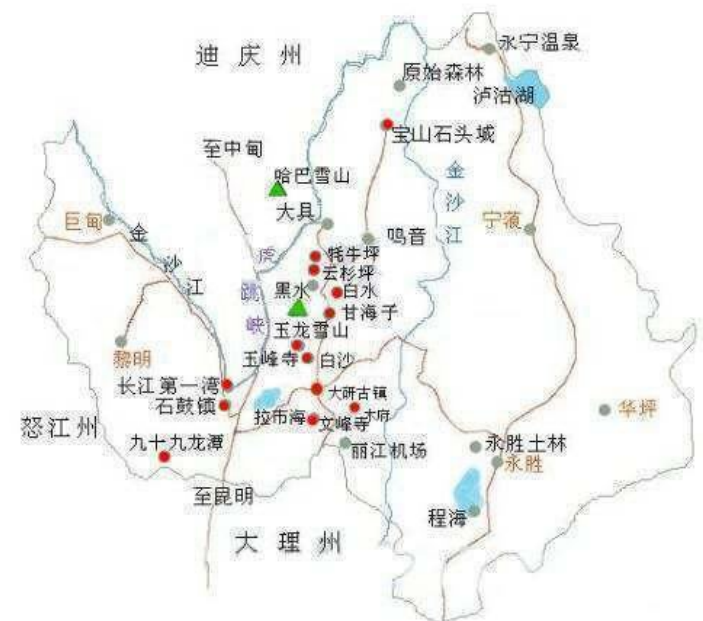 永宁温泉
迪庆州
原始森林
泸沽湖
宝山石头城
至中甸
哈巴雪山
金沙江
大具
巨甸
宁蒗
鸣音
金沙江
虎跳峡
牦牛坪
云杉坪
黑水
白水
甘海子
玉龙雪山
黎明
玉峰寺
白沙
长江第一湾
大研古镇
石鼓镇
拉市海
木府
文峰寺
华坪
怒江州
九十九龙潭
丽江机场
永胜土林
永胜
至昆明
程海
大理州